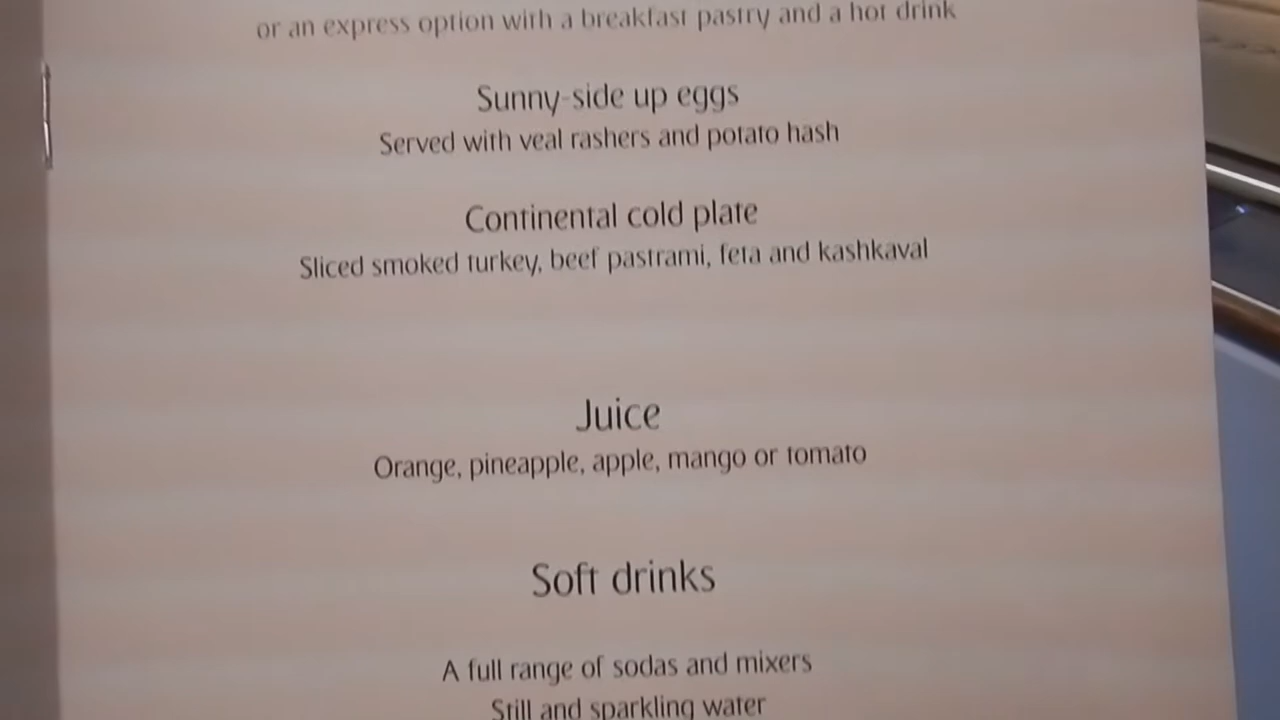 or an express option with a breakfast pastry and a hot drink
Sunny-side up eggs
Served with veal rashers and potato hash
Continental cold plate
Sliced smoked turkey, beef pastrami, feta and kashkaval
Juice
Orange, pineapple, apple, mango or tomato
Soft drinks
A full range of sodas and mixers
Still and sparkling water